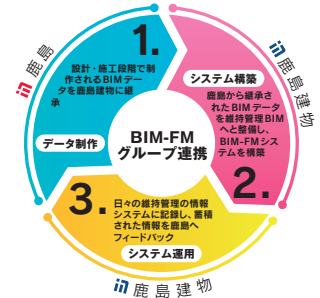 鹿島
1.
設計・施工段階で制
作されるBIMデー
タを鹿島建物に継
承
データ制作
BIM-FM
グループ連携
鹿島建物
システム構築
鹿島から継承さ
れたBIMデータ
を維持管理BIM
へと整備し、
BIM-FMシス
テムを構築
2.
3.
日々の維持管理の情報
システムに記録し、蓄積
された情報を鹿島へ
フィードバック
システム運用
鹿島建物